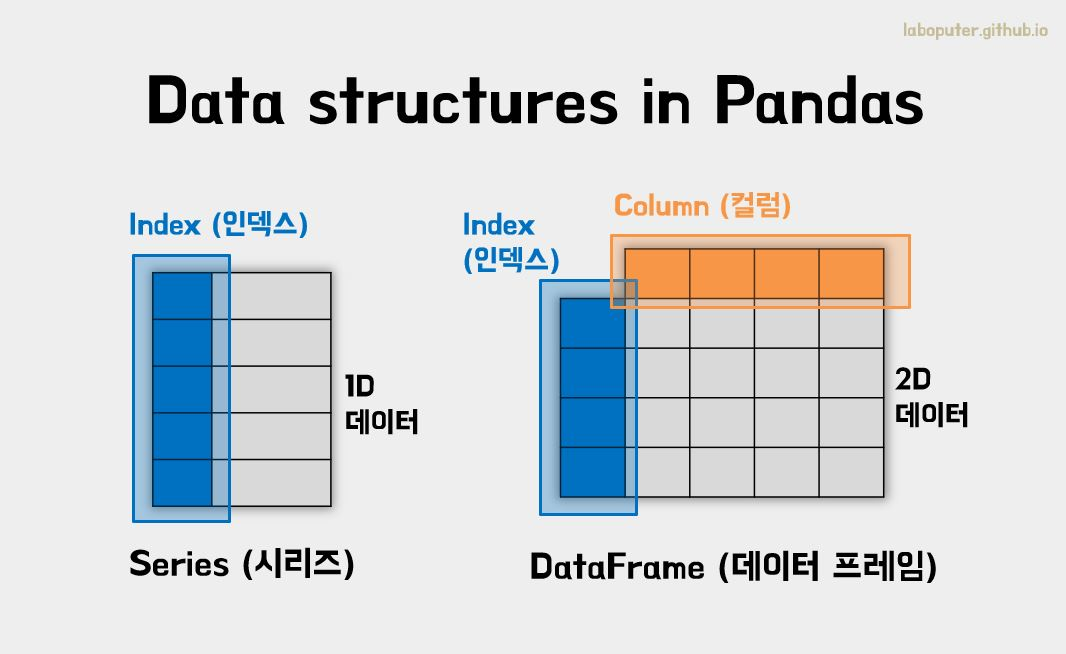 laboputer.github.io
Data structures in Pandas
Index (인덱스)
1D
데이터
Series (시리즈)
Index
(인덱스)
Column (컬럼)
2D
데이터
DataFrame (데이터 프레임)